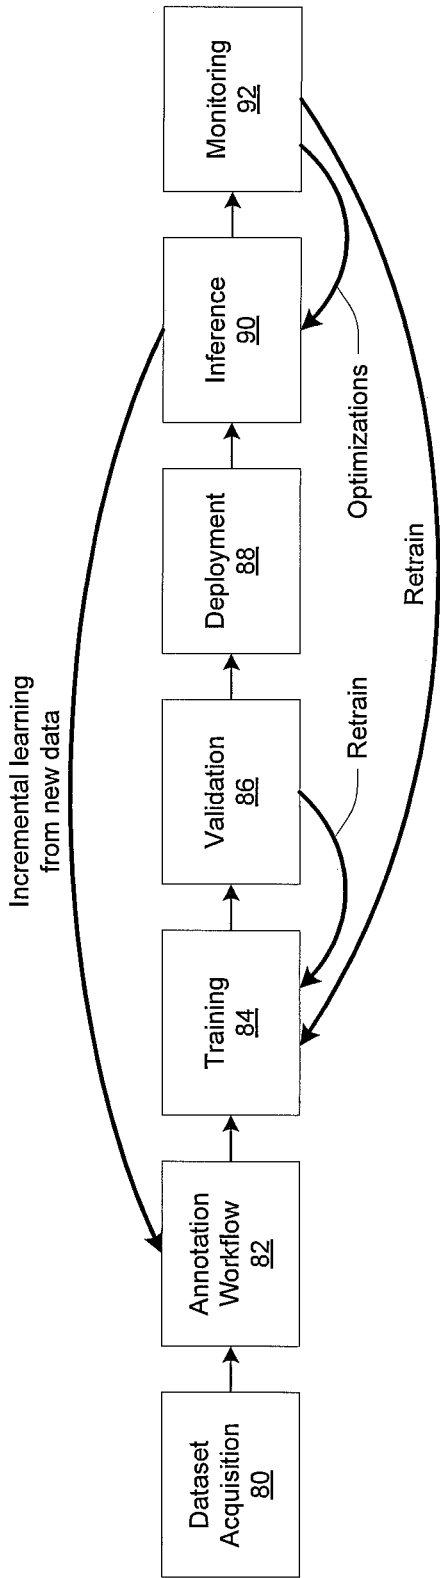 Incremental learning
from new data
Dataset
Acquisition
80
Annotation
Workflow
82
Training
84
Validation
86
Deployment
88
Inference
90
Monitoring
92
Retrain
Optimizations
Retrain